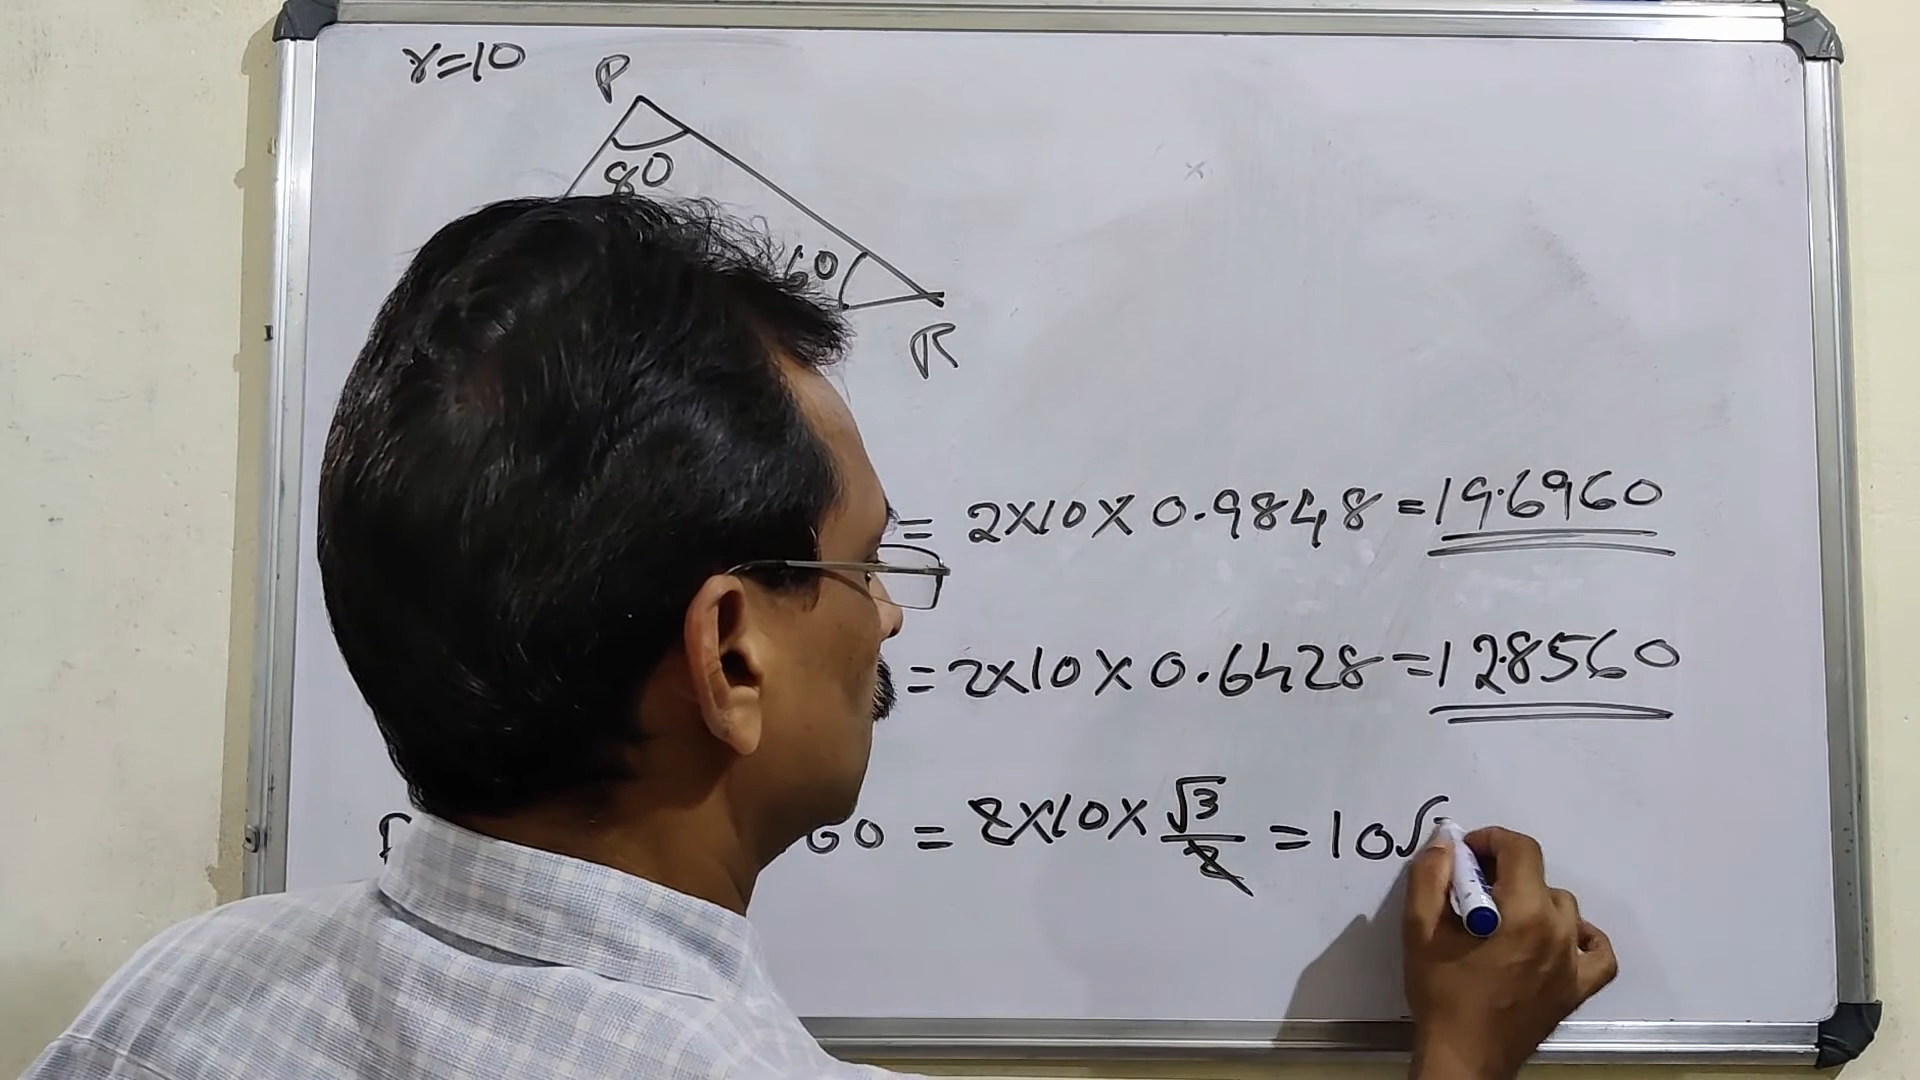 r=10
P
80
60
R
= 2×10× 0.9848 = 19.6960
= 2×10× 0.6428 = 12.8560
60 = 2×10× √3/2 = 10√